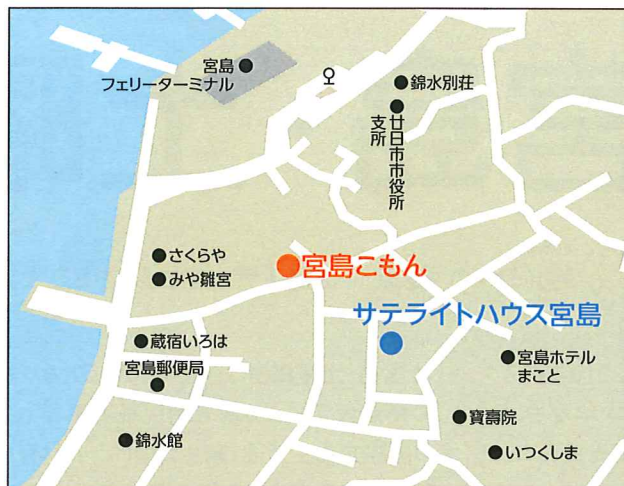 宮島
フェリーターミナル
錦水別荘
廿日市市役所
支所
さくらや
みや雛宮
宮島こもん
サテライトハウス宮島
蔵宿いろは
宮島郵便局
宮島ホテル
まこと
寶壽院
錦水館
いつくしま